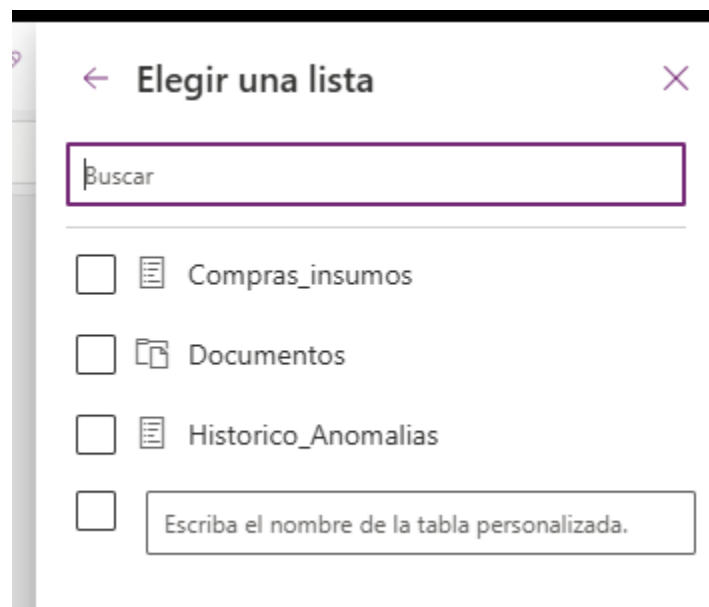 Elegir una lista
Buscar
Compras_insumos
Documentos
Historico_Anomalias
Escriba el nombre de la tabla personalizada.